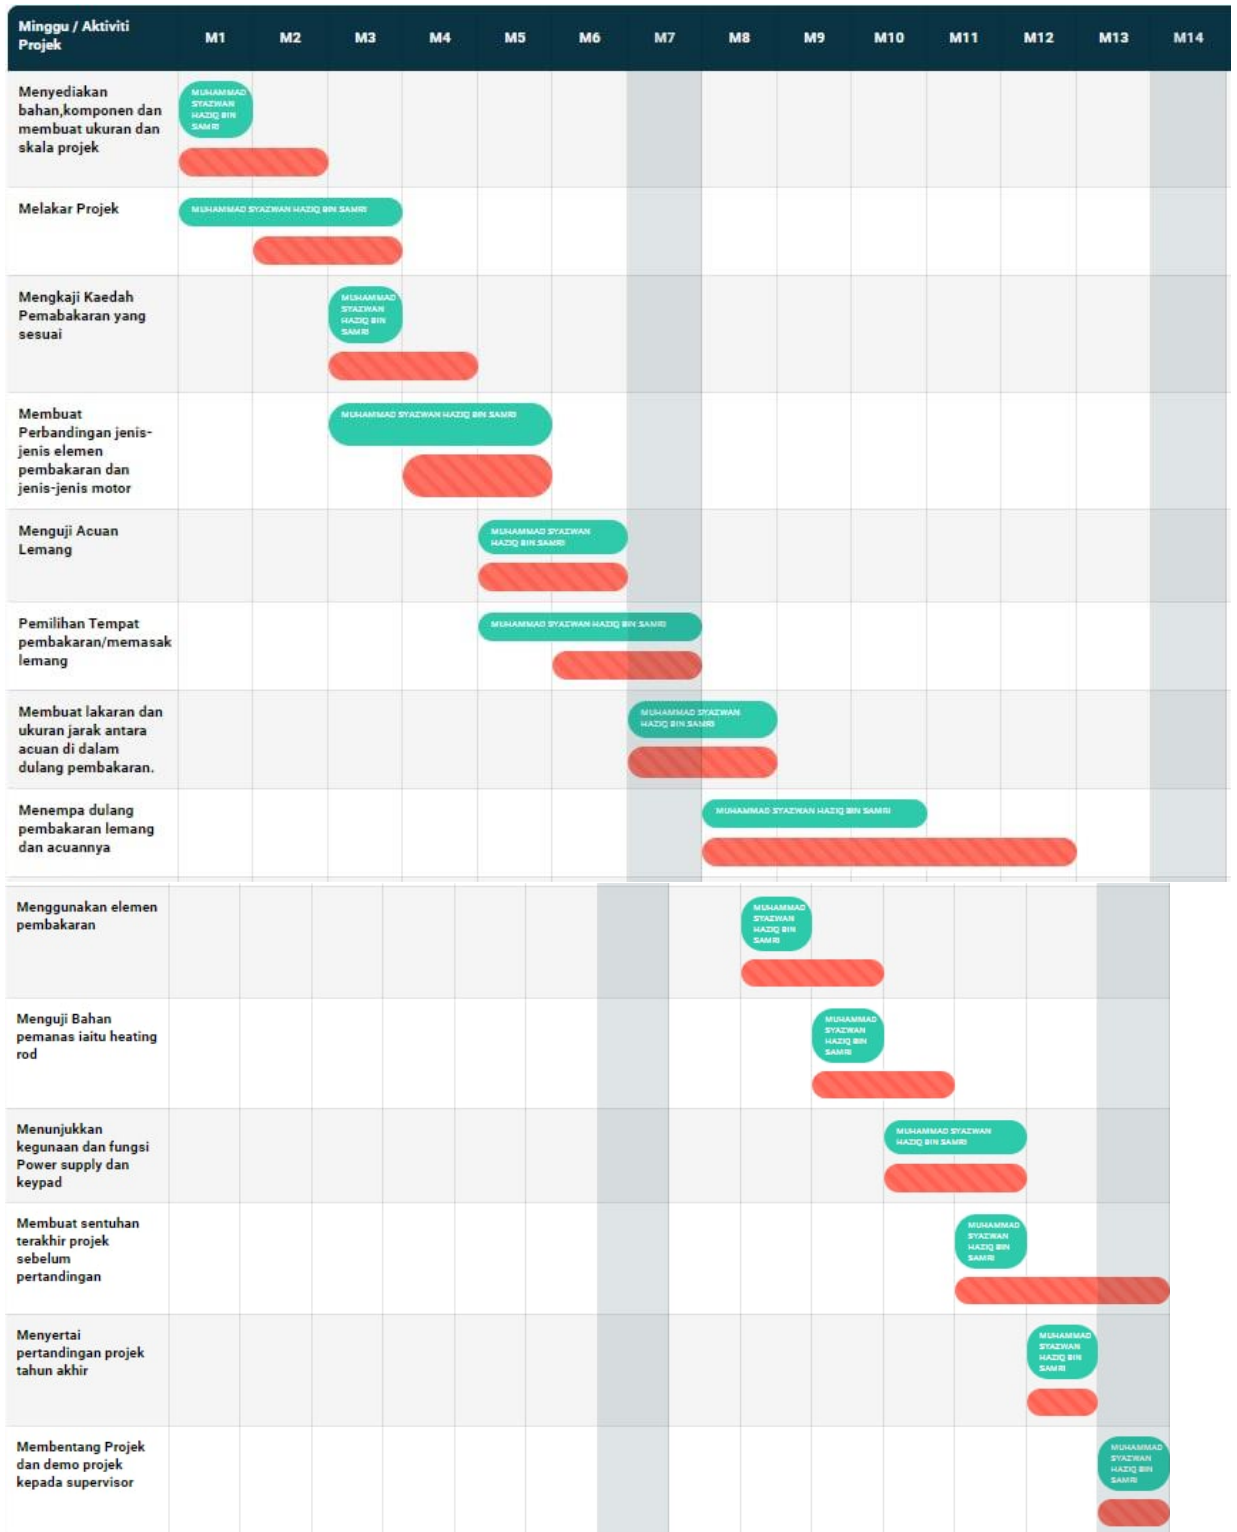 Minggu / Aktiviti
Projek
M1 M2 M3 M4 M5 M6 M7 M8 M9 M10 M11 M12 M13 M14
Menyediakan
bahan,komponen dan
membuat ukuran dan
skala projek
MUHAMMAD
SYAZWAN
HAZIQ BIN
SAMRI
Melakar Projek
MUHAMMAD SYAZWAN HAZIQ BIN SAMRI
Mengkaji Kaedah
Pemabakaran yang
sesuai
MUHAMMAD
SYAZWAN
HAZIQ BIN
SAMRI
Membuat
Perbandingan jenis-
jenis elemen
pembakaran dan
jenis-jenis motor
MUHAMMAD SYAZWAN HAZIQ BIN SAMRI
Menguji Acuan
Lemang
MUHAMMAD SYAZWAN
HAZIQ BIN SAMRI
Pemilihan Tempat
pembakaran/memasak
lemang
MUHAMMAD SYAZWAN HAZIQ BIN SAMRI
Membuat lakaran dan
ukuran jarak antara
acuan di dalam
dulang pembakaran.
MUHAMMAD SYAZWAN
HAZIQ BIN SAMRI
Menempa dulang
pembakaran lemang
dan acuannya
MUHAMMAD SYAZWAN HAZIQ BIN SAMRI
Menggunakan elemen
pembakaran
MUHAMMAD
SYAZWAN
HAZIQ BIN
SAMRI
Menguji Bahan
pemanas iaitu heating
rod
MUHAMMAD
SYAZWAN
HAZIQ BIN
SAMRI
Menunjukkan
kegunaan dan fungsi
Power supply dan
keypad
MUHAMMAD SYAZWAN
HAZIQ BIN SAMRI
Membuat sentuhan
terakhir projek
sebelum
pertandingan
MUHAMMAD
SYAZWAN
HAZIQ BIN
SAMRI
Menyertai
pertandingan projek
tahun akhir
MUHAMMAD
SYAZWAN
HAZIQ BIN
SAMRI
Membentang Projek
dan demo projek
kepada supervisor
MUHAMMAD
SYAZWAN
HAZIQ BIN
SAMRI